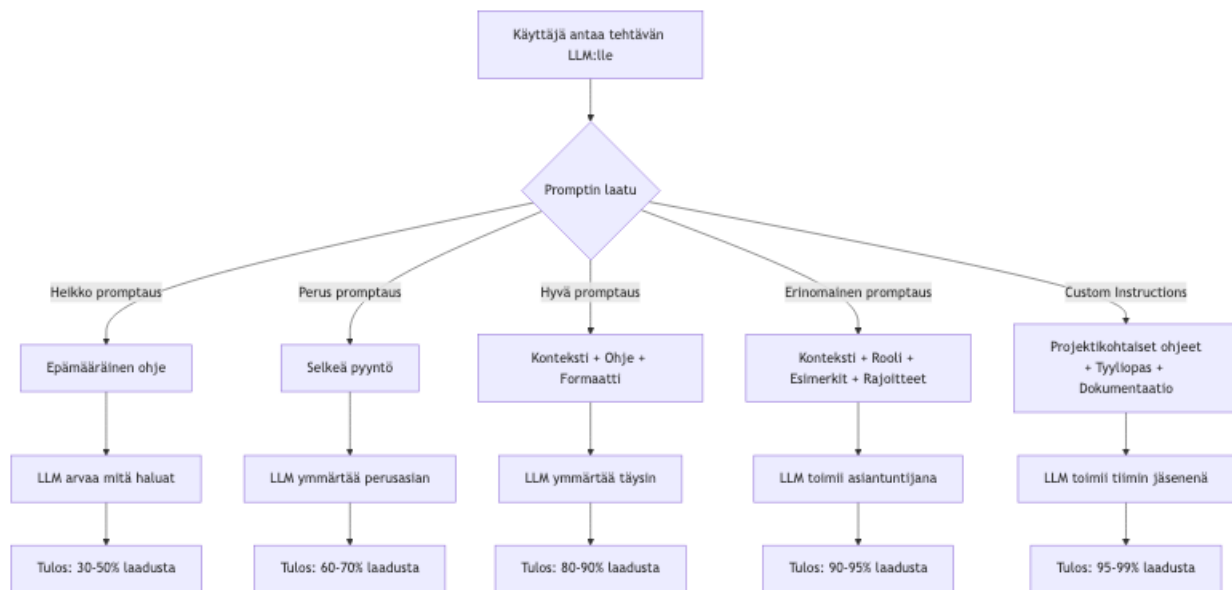 Käyttäjä antaa tehtävän
LLM:lle
Promptin laatu
Heikko promptaus
Perus promptaus
Hyvä promptaus
Erinomainen promptaus
Custom Instructions
Epämääräinen ohje
Selkeä pyyntö
Konteksti + Ohje +
Formaatti
Konteksti + Rooli +
Esimerkit + Rajoitteet
Projektikohtaiset ohjeet
+ Tyyliopas +
Dokumentaatio
LLM arvaa mitä haluat
LLM ymmärtää perusasian
LLM ymmärtää täysin
LLM toimii asiantuntijana
LLM toimii tiimin jäsenenä
Tulos: 30-50% laadusta
Tulos: 60-70% laadusta
Tulos: 80-90% laadusta
Tulos: 90-95% laadusta
Tulos: 95-99% laadusta